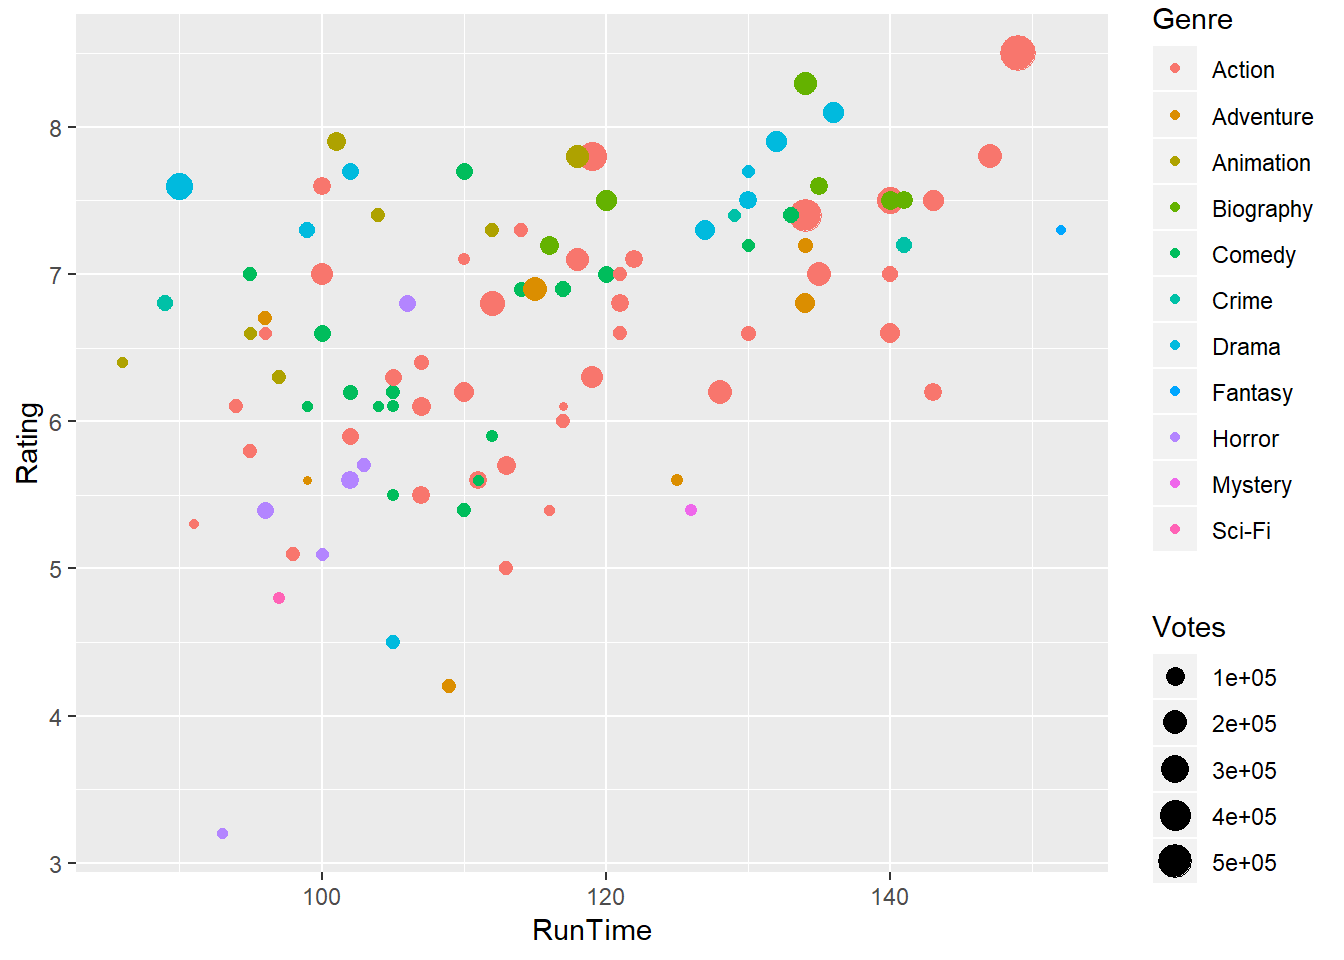 Rating
8
7
6
5
4
3
100
120
140
RunTime
Genre
Action
Adventure
Animation
Biography
Comedy
Crime
Drama
Fantasy
Horror
Mystery
Sci-Fi
Votes
1e+05
2e+05
3e+05
4e+05
5e+05